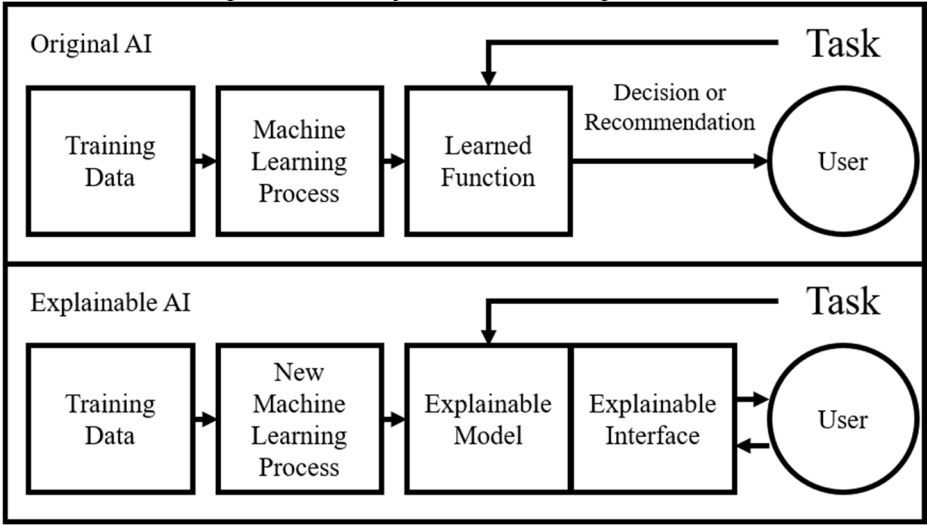 Original AI
Task
Training
Data
Machine
Learning
Process
Learned
Function
Decision or
Recommendation
User
Explainable AI
Task
Training
Data
New
Machine
Learning
Process
Explainable
Model
Explainable
Interface
User